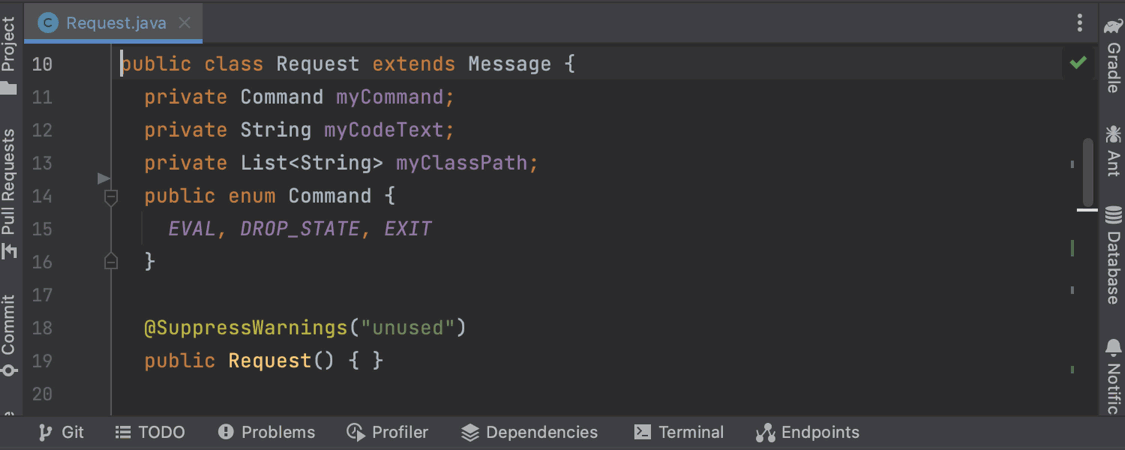 Request.java
Project
Pull Requests
Commit
10 public class Request extends Message {
11 private Command myCommand;
12 private String myCodeText;
13 private List<String> myClassPath;
14 public enum Command {
15 EVAL, DROP_STATE, EXIT
16 }
17
18 @SuppressWarnings("unused")
19 public Request() { }
20
Gradle
Ant
Database
Notific
Git TODO Problems Profiler Dependencies Terminal Endpoints